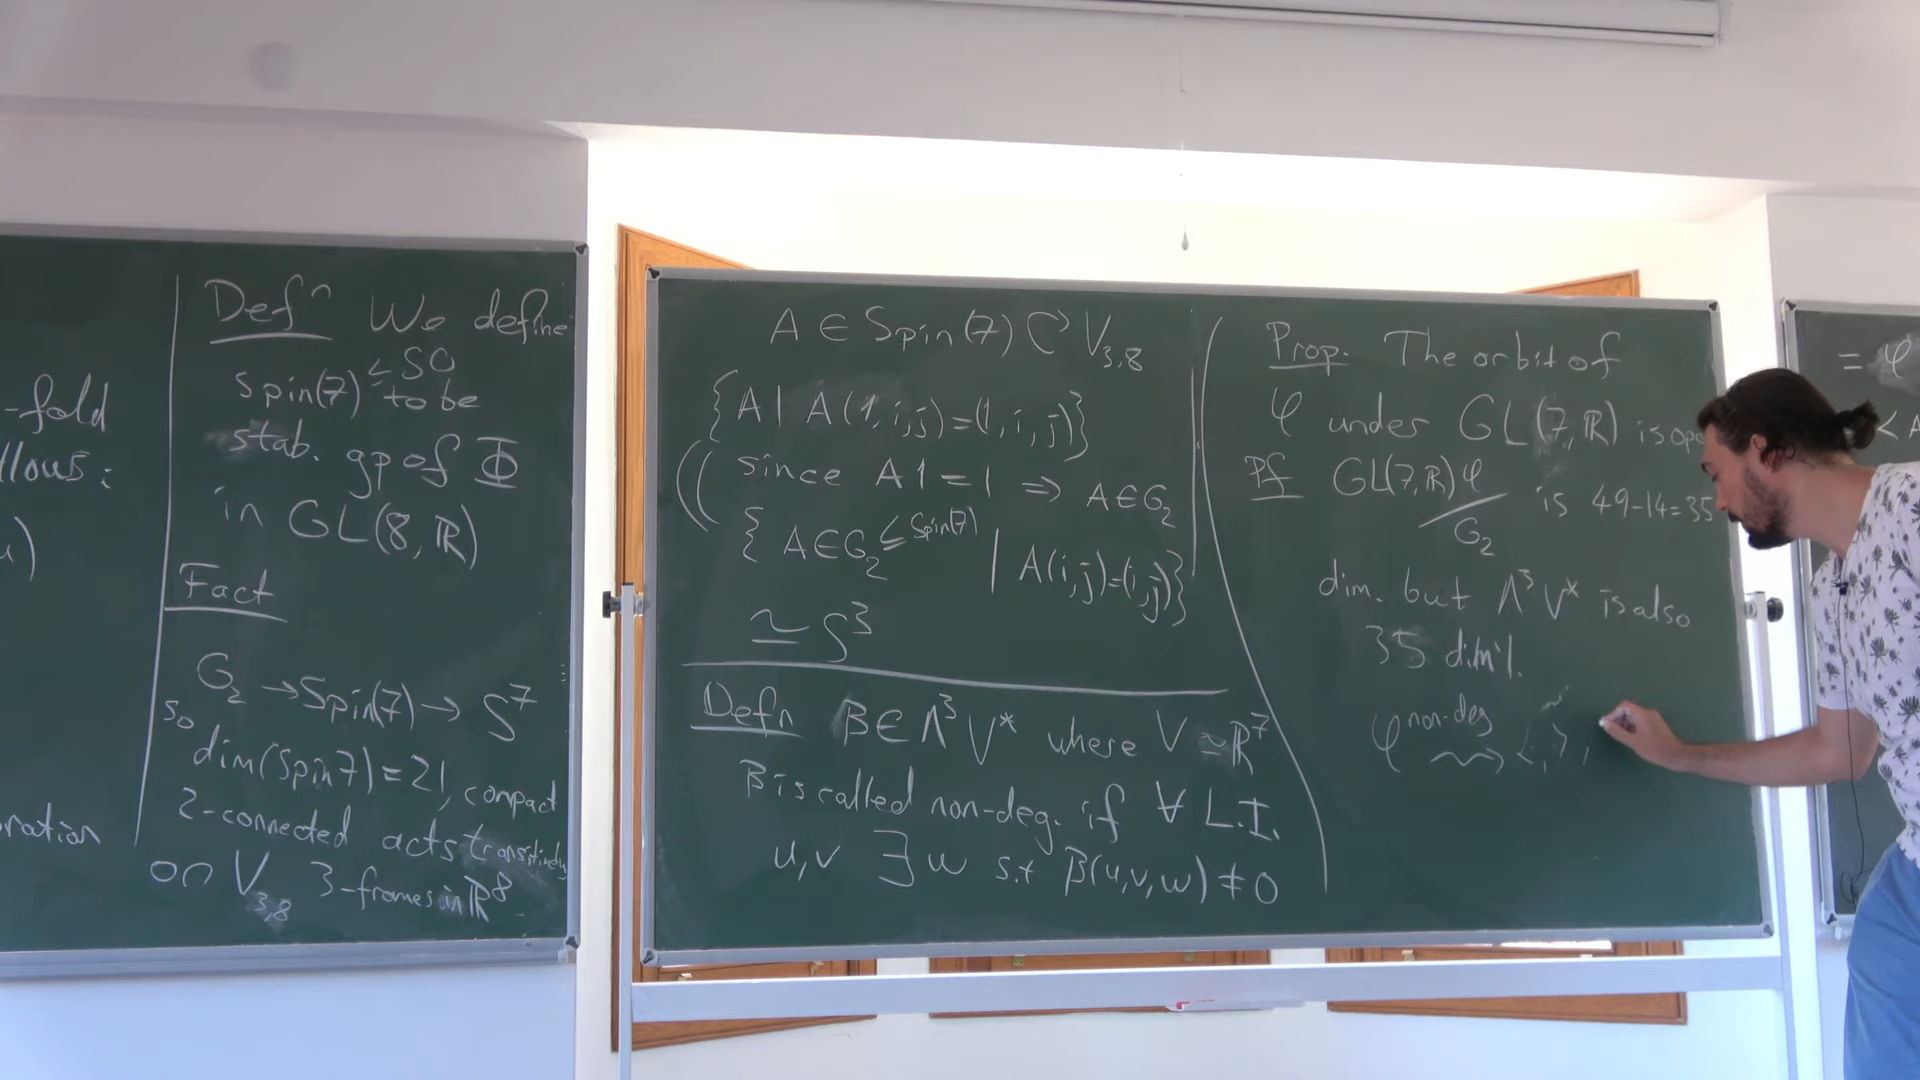 -fold
llows:
Defⁿ We define
Spin(7) ≤ SO to be
stab. gp of Φ
in GL(8, ℝ)
Fact
G₂ → Spin(7) → S⁷
so dim(Spin7) = 21, compact
2-connected acts transitively
on V₃,₈ 3-frames in ℝ⁸
A ∈ Spin(7) ⊂⃗ V₃,₈
{A | A(1,i,j)=(1,i,j)}
since A1=1 ⇒ A∈G₂
{A∈G₂ ≤ Spin(7) | A(i,j)=(i,j)}
≃ S³
Defn β∈Λ³V* where V≃ℝ⁷
β is called non-deg. if ∀ L.I.
u,v ∃ w s.t β(u,v,w) ≠ 0
Prop. The orbit of
φ under GL(7,ℝ) is ope
Pf GL(7,ℝ)φ/G₂ is 49-14=35
dim. but Λ³V* is also
35 dim'l.
φ non-deg ⇝ ⟨,⟩,
= φ
< A